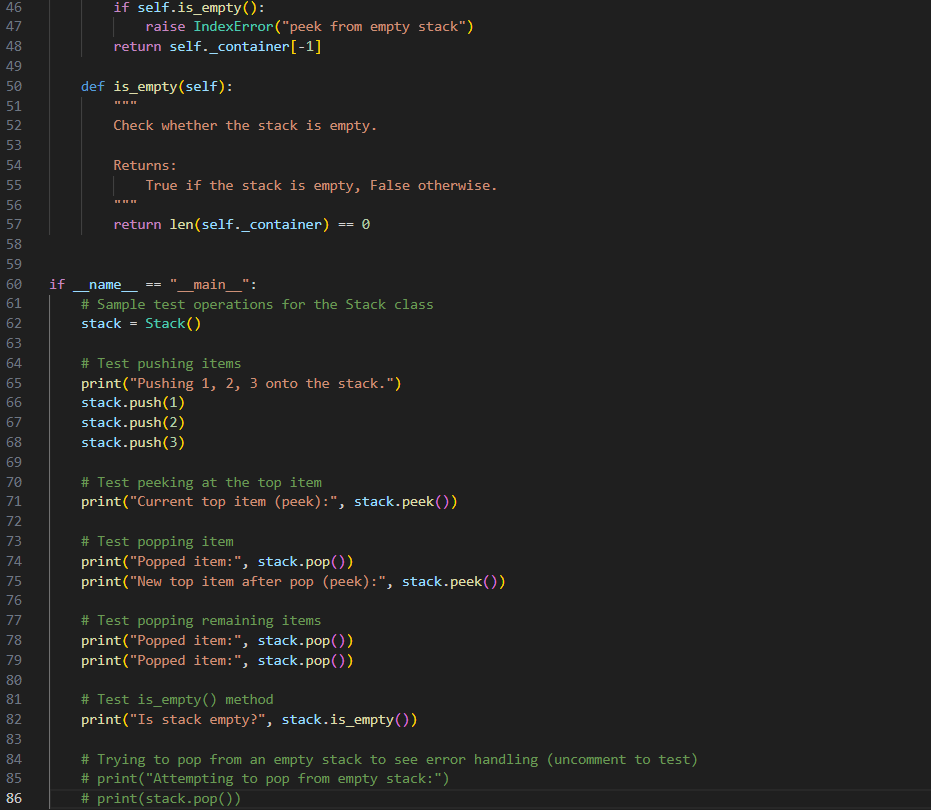 46 if self.is_empty():
47 raise IndexError("peek from empty stack")
48 return self._container[-1]
49
50 def is_empty(self):
51 """
52 Check whether the stack is empty.
53
54 Returns:
55 True if the stack is empty, False otherwise.
56 """
57 return len(self._container) == 0
58
59
60 if __name__ == "__main__":
61 # Sample test operations for the Stack class
62 stack = Stack()
63
64 # Test pushing items
65 print("Pushing 1, 2, 3 onto the stack.")
66 stack.push(1)
67 stack.push(2)
68 stack.push(3)
69
70 # Test peeking at the top item
71 print("Current top item (peek):", stack.peek())
72
73 # Test popping item
74 print("Popped item:", stack.pop())
75 print("New top item after pop (peek):", stack.peek())
76
77 # Test popping remaining items
78 print("Popped item:", stack.pop())
79 print("Popped item:", stack.pop())
80
81 # Test is_empty() method
82 print("Is stack empty?", stack.is_empty())
83
84 # Trying to pop from an empty stack to see error handling (uncomment to test)
85 # print("Attempting to pop from empty stack:")
86 # print(stack.pop())